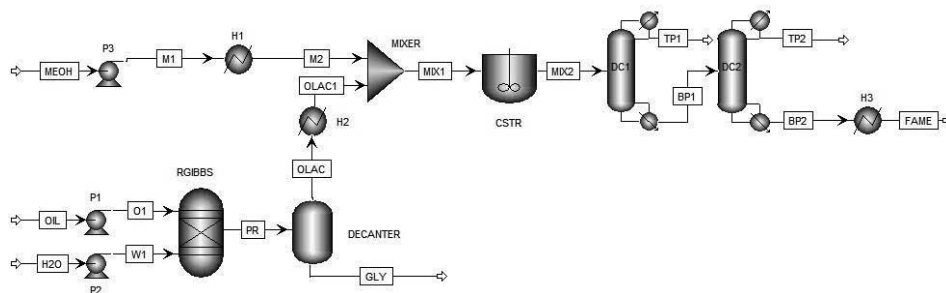 P3
H1
MIXER
MEOH
M1
M2
MIX1
MIX2
OLAC1
H2
CSTR
DC1
TP1
BP1
DC2
TP2
BP2
H3
FAME
OLAC
RGIBBS
P1
OIL
O1
PR
DECANTER
H2O
P2
W1
GLY